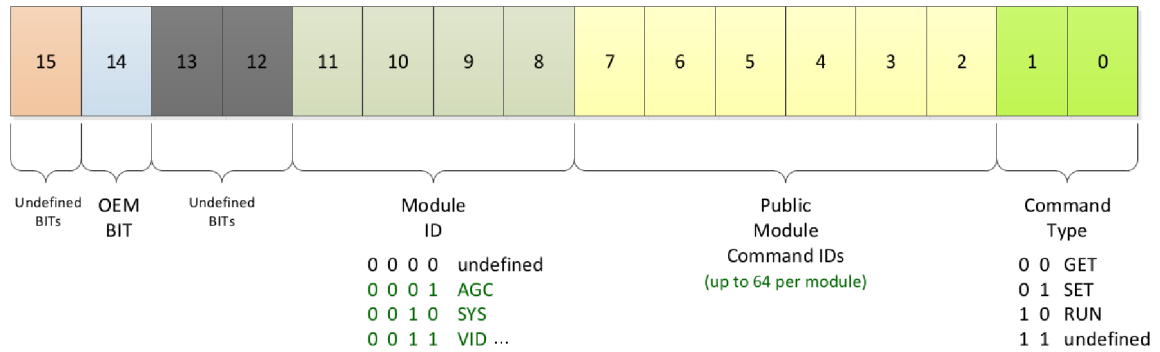 15 14 13 12 11 10 9 8 7 6 5 4 3 2 1 0
Undefined
BITs
OEM
BIT
Undefined
BITs
Module
ID
0 0 0 0 undefined
0 0 0 1 AGC
0 0 1 0 SYS
0 0 1 1 VID ...
Public
Module
Command IDs
(up to 64 per module)
Command
Type
0 0 GET
0 1 SET
1 0 RUN
1 1 undefined